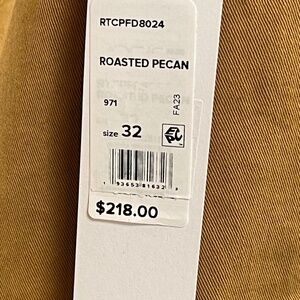 RTCPFD8024
ROASTED PECAN
971
FA23
size 32
$218.00